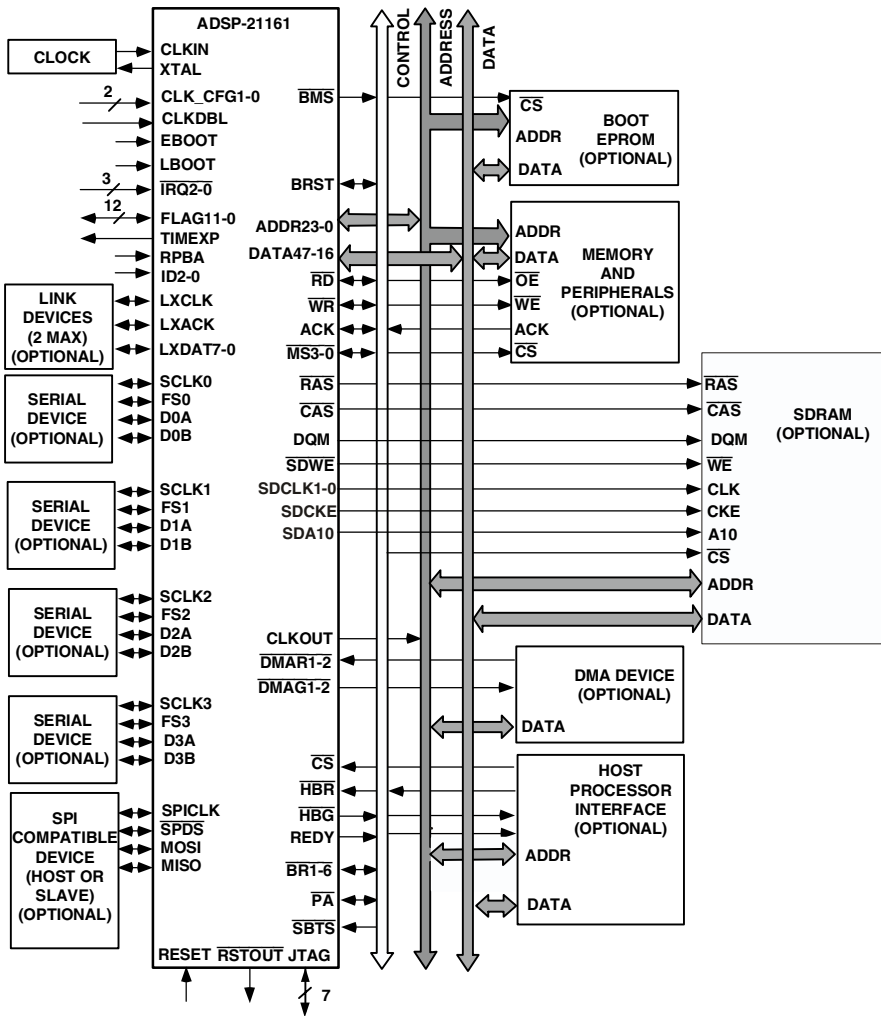 ADSP-21161
CLOCK
CLKIN
XTAL
2
CLK_CFG1-0
CLKDBL
EBOOT
LBOOT
3
IRQ2-0
12
FLAG11-0
TIMEXP
RPBA
ID2-0
LINK
DEVICES
(2 MAX)
(OPTIONAL)
LXCLK
LXACK
LXDAT7-0
SERIAL
DEVICE
(OPTIONAL)
SCLK0
FS0
D0A
D0B
SERIAL
DEVICE
(OPTIONAL)
SCLK1
FS1
D1A
D1B
SERIAL
DEVICE
(OPTIONAL)
SCLK2
FS2
D2A
D2B
SERIAL
DEVICE
(OPTIONAL)
SCLK3
FS3
D3A
D3B
SPI
COMPATIBLE
DEVICE
(HOST OR
SLAVE)
(OPTIONAL)
SPICLK
SPDS
MOSI
MISO
RESET
RSTOUT
JTAG
7
BMS
BRST
ADDR23-0
DATA47-16
RD
WR
ACK
MS3-0
RAS
CAS
DQM
SDWE
SDCLK1-0
SDCKE
SDA10
CLKOUT
DMAR1-2
DMAG1-2
CS
HBR
HBG
REDY
BR1-6
PA
SBTS
CONTROL
ADDRESS
DATA
CS
ADDR
DATA
BOOT
EPROM
(OPTIONAL)
ADDR
DATA
OE
WE
ACK
CS
MEMORY
AND
PERIPHERALS
(OPTIONAL)
RAS
CAS
DQM
WE
CLK
CKE
A10
CS
ADDR
DATA
SDRAM
(OPTIONAL)
DMA DEVICE
(OPTIONAL)
DATA
HOST
PROCESSOR
INTERFACE
(OPTIONAL)
ADDR
DATA